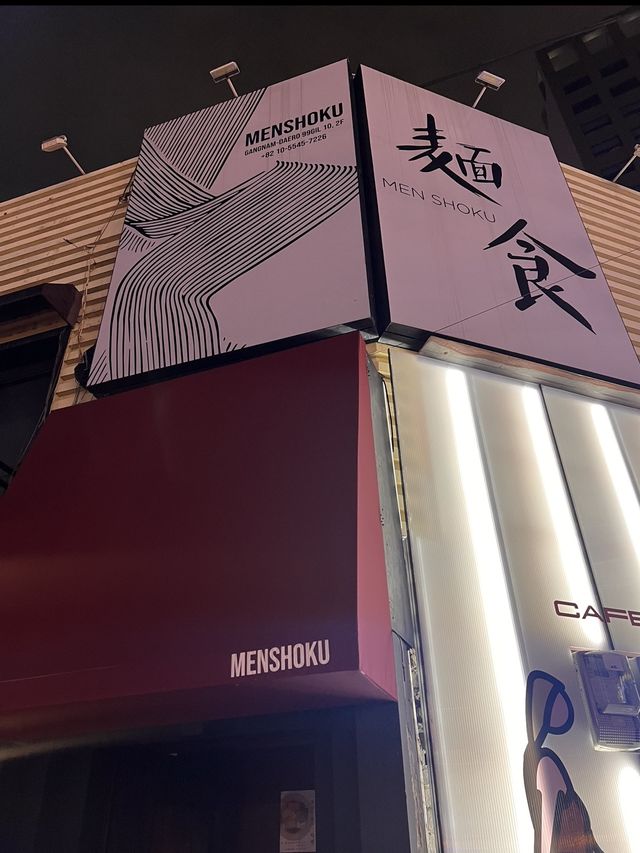 MENSHOKU
GANGNAM-DAERO 99GIL 10, 2F
+82 10-5545-7226
麺
MEN SHOKU
食
MENSHOKU
CAFE